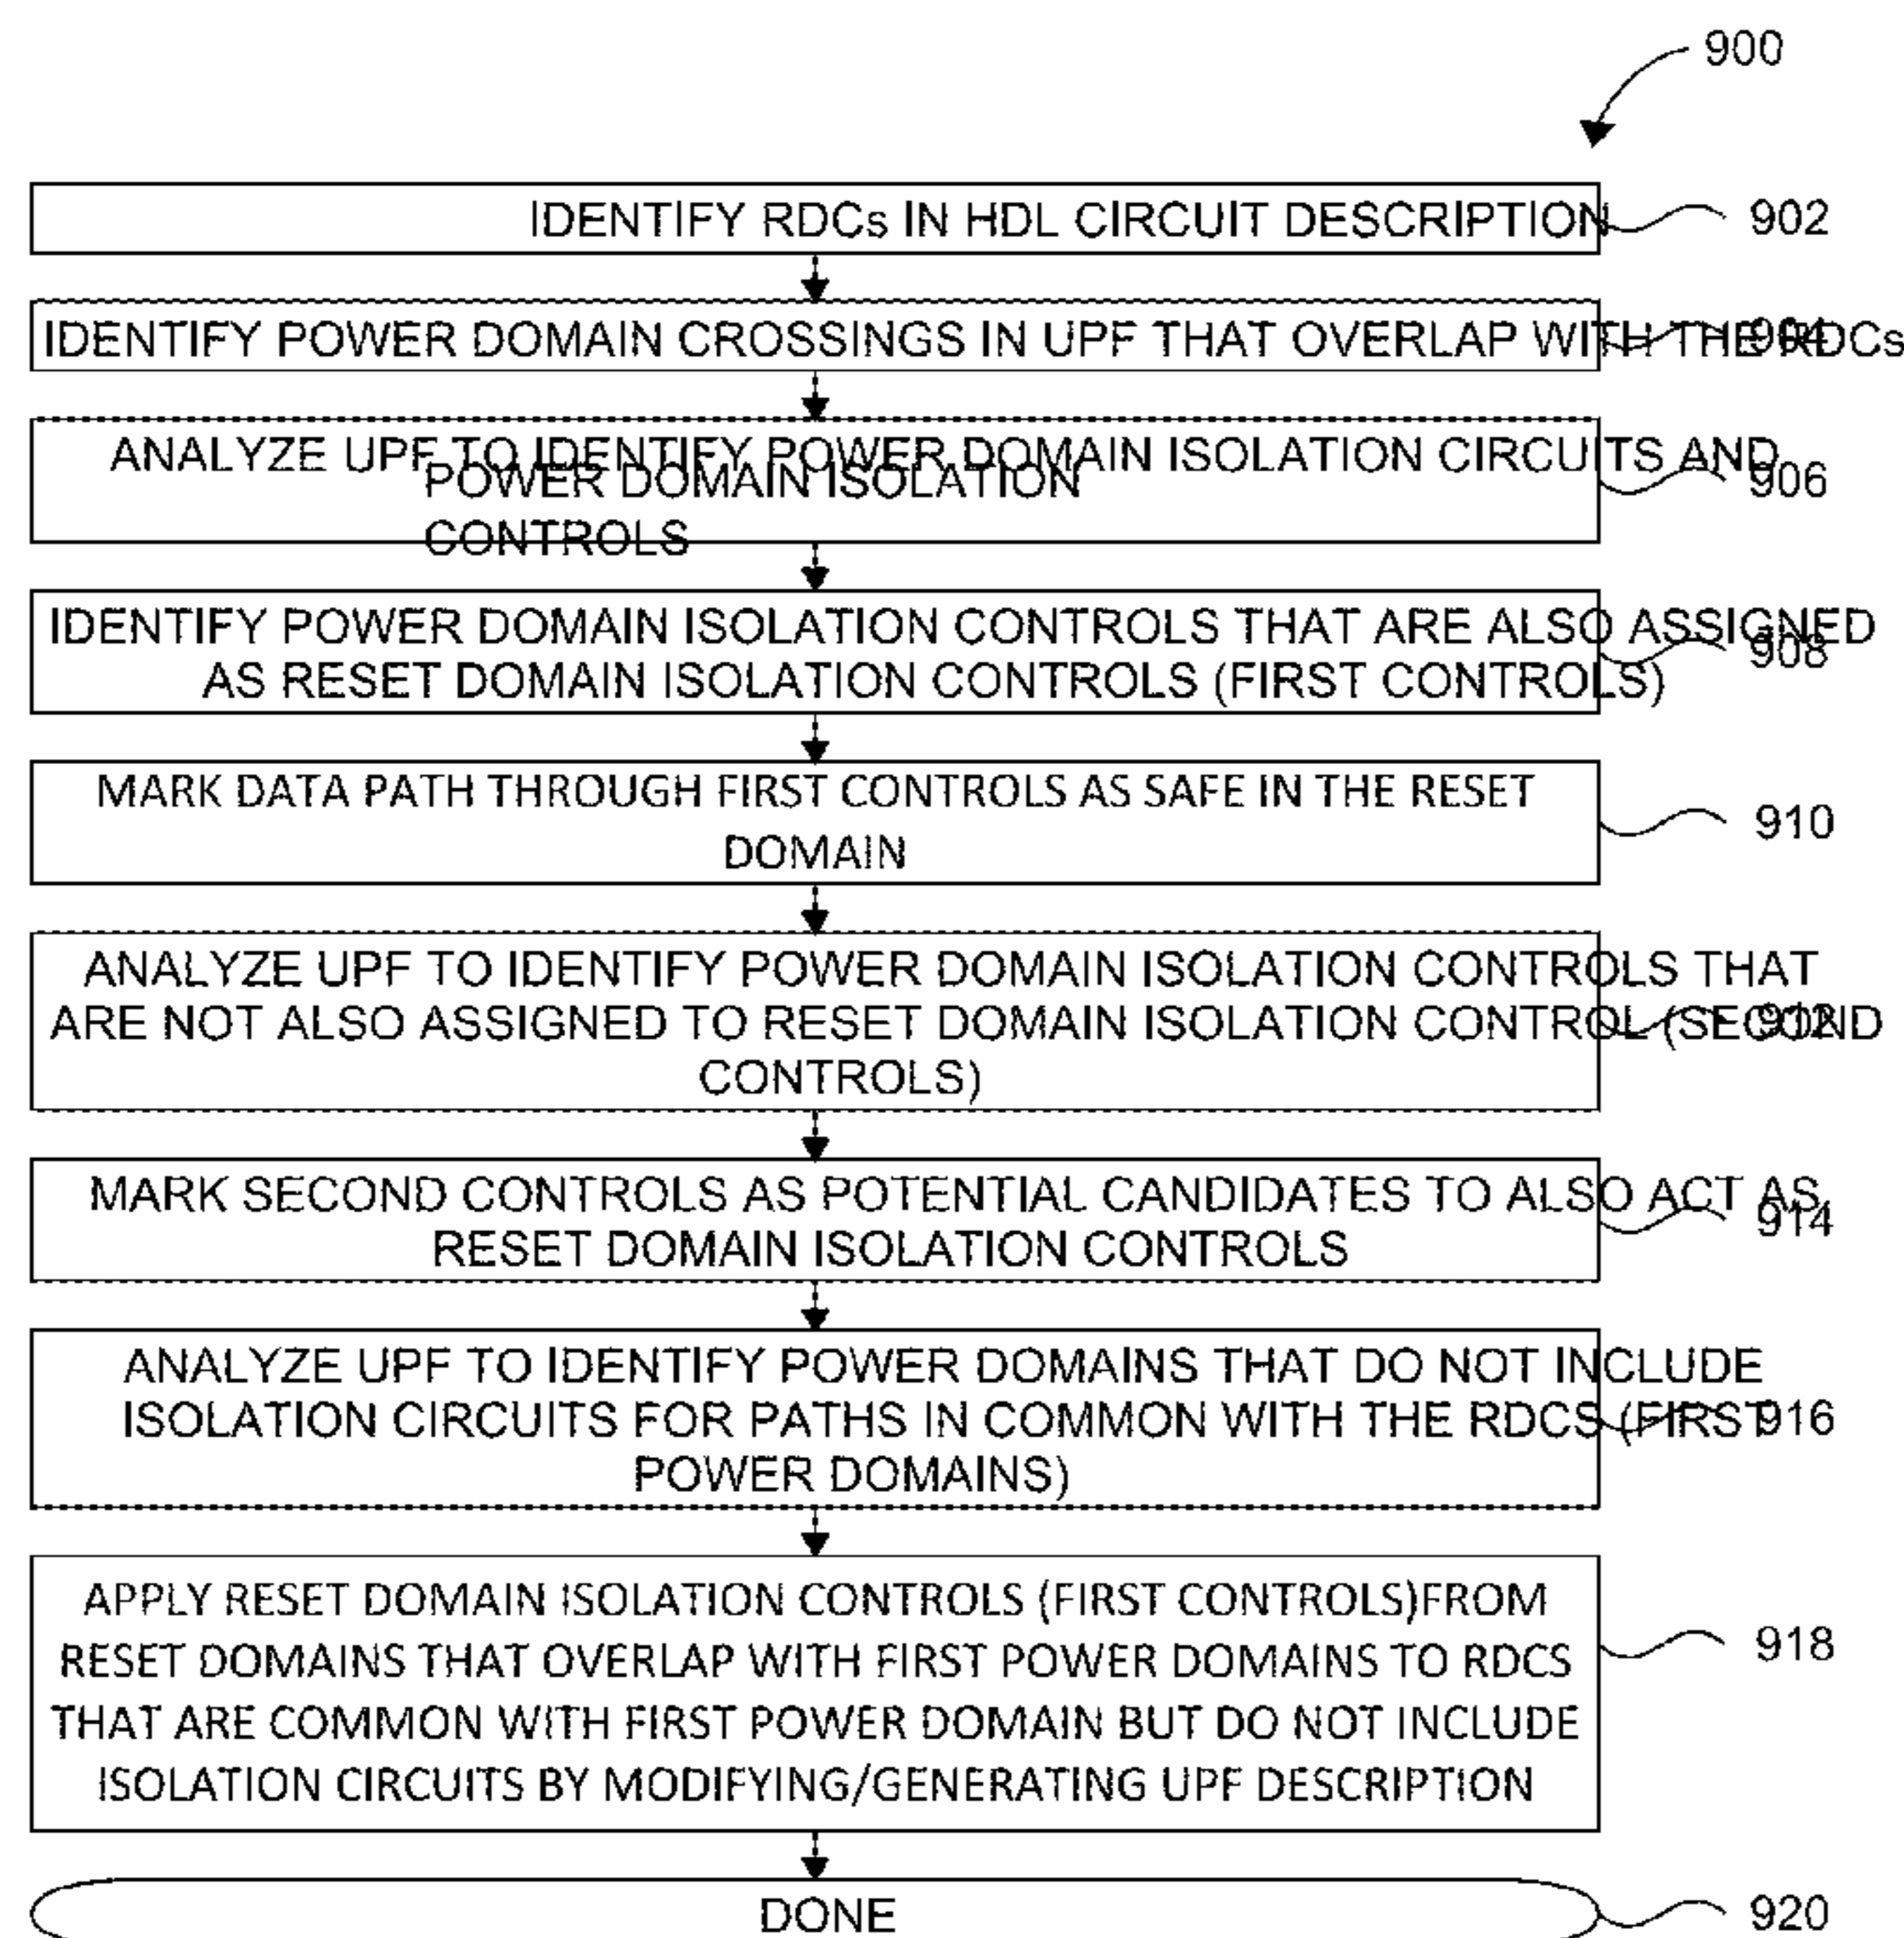 900
IDENTIFY RDCs IN HDL CIRCUIT DESCRIPTION
902
IDENTIFY POWER DOMAIN CROSSINGS IN UPF THAT OVERLAP WITH THE RDCs
904
ANALYZE UPF TO IDENTIFY POWER DOMAIN ISOLATION CIRCUITS AND
POWER DOMAIN ISOLATION
CONTROLS
906
IDENTIFY POWER DOMAIN ISOLATION CONTROLS THAT ARE ALSO ASSIGNED
AS RESET DOMAIN ISOLATION CONTROLS (FIRST CONTROLS)
908
MARK DATA PATH THROUGH FIRST CONTROLS AS SAFE IN THE RESET
DOMAIN
910
ANALYZE UPF TO IDENTIFY POWER DOMAIN ISOLATION CONTROLS THAT
ARE NOT ALSO ASSIGNED TO RESET DOMAIN ISOLATION CONTROL (SECOND
CONTROLS)
912
MARK SECOND CONTROLS AS POTENTIAL CANDIDATES TO ALSO ACT AS
RESET DOMAIN ISOLATION CONTROLS
914
ANALYZE UPF TO IDENTIFY POWER DOMAINS THAT DO NOT INCLUDE
ISOLATION CIRCUITS FOR PATHS IN COMMON WITH THE RDCS (FIRST
POWER DOMAINS)
916
APPLY RESET DOMAIN ISOLATION CONTROLS (FIRST CONTROLS)FROM
RESET DOMAINS THAT OVERLAP WITH FIRST POWER DOMAINS TO RDCS
THAT ARE COMMON WITH FIRST POWER DOMAIN BUT DO NOT INCLUDE
ISOLATION CIRCUITS BY MODIFYING/GENERATING UPF DESCRIPTION
918
DONE
920